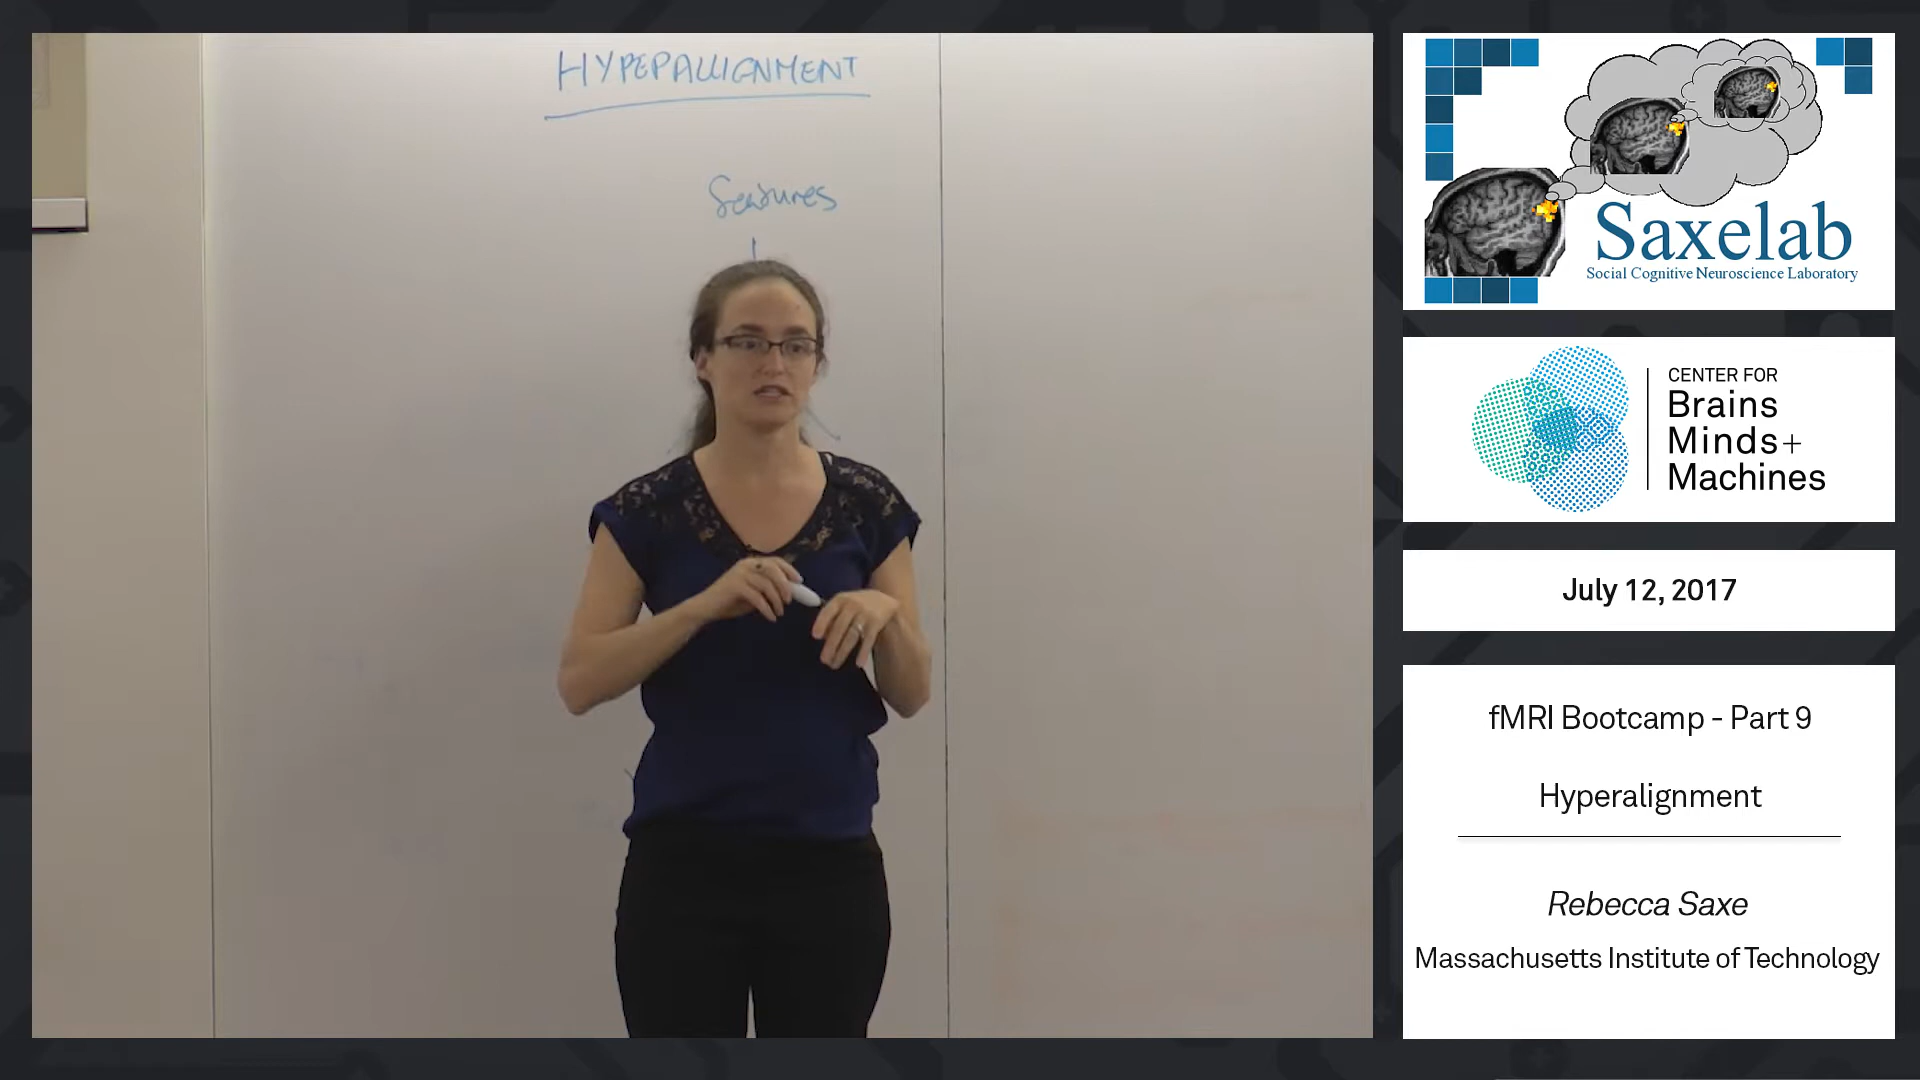 HYPERALLIGNMENT
features
Saxelab
Social Cognitive Neuroscience Laboratory
CENTER FOR
Brains
Minds+
Machines
July 12, 2017
fMRI Bootcamp - Part 9
Hyperalignment
Rebecca Saxe
Massachusetts Institute of Technology